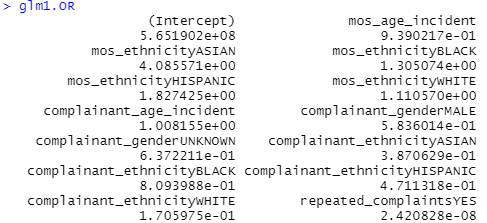 > glm1.OR
(Intercept) mos_age_incident
5.651902e+08 9.390217e-01
mos_ethnicityASIAN mos_ethnicityBLACK
4.085571e+00 1.305074e+00
mos_ethnicityHISPANIC mos_ethnicityWHITE
1.827425e+00 1.110570e+00
complainant_age_incident complainant_genderMALE
1.008155e+00 5.836014e-01
complainant_genderUNKNOWN complainant_ethnicityASIAN
6.372211e-01 3.870629e-01
complainant_ethnicityBLACK complainant_ethnicityHISPANIC
8.093988e-01 4.711318e-01
complainant_ethnicityWHITE repeated_complaintsYES
1.705975e-01 2.420828e-08